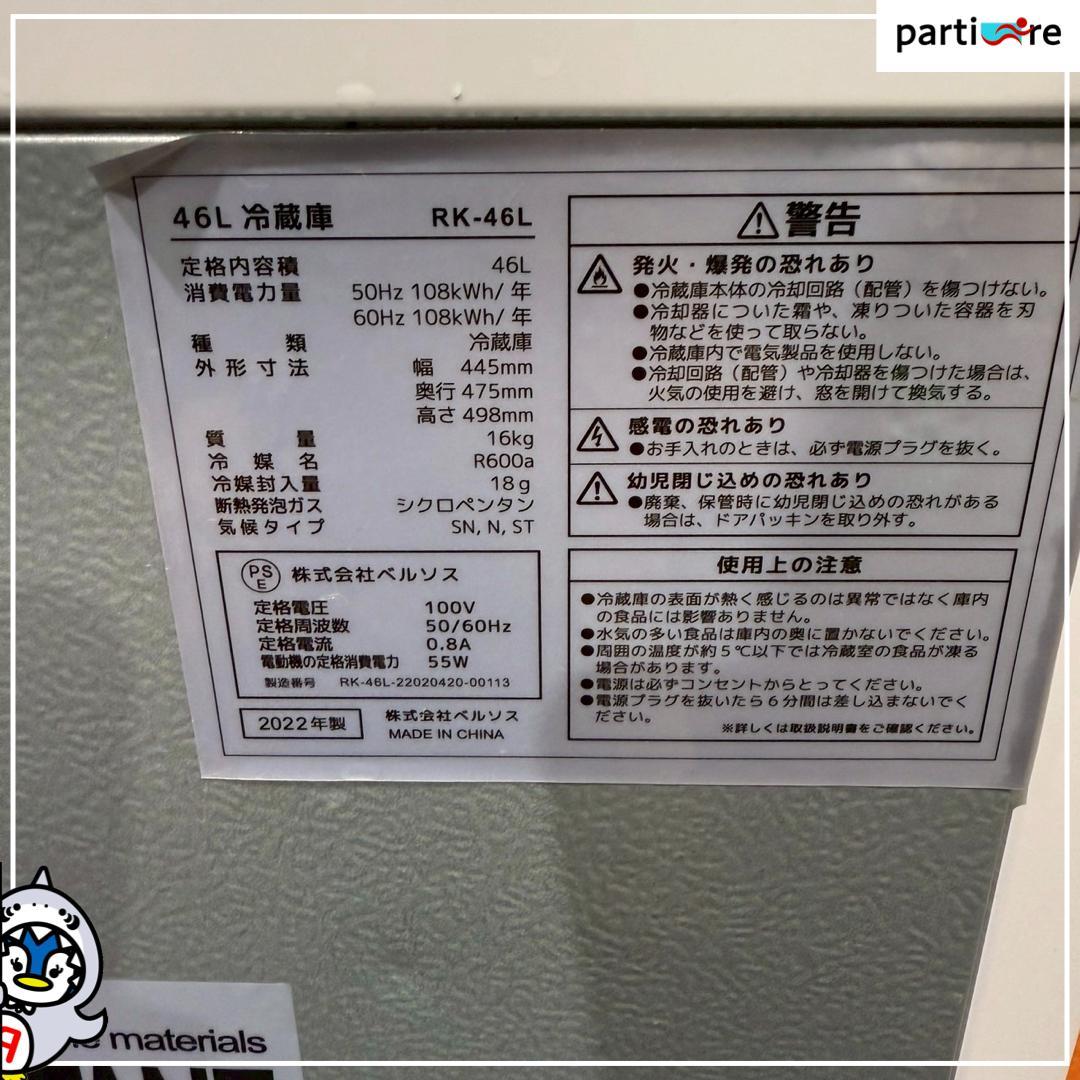 partiore
46L 冷蔵庫 RK-46L
定格内容積 46L
消費電力量 50Hz 108kWh/年
60Hz 108kWh/年
種類 冷蔵庫
外形寸法 幅 445mm
奥行 475mm
高さ 498mm
質量 16kg
冷媒名 R600a
冷媒封入量 18g
断熱発泡ガス シクロペンタン
気候タイプ SN, N, ST
PSE 株式会社ベルソス
定格電圧 100V
定格周波数 50/60Hz
定格電流 0.8A
電動機の定格消費電力 55W
製造番号 RK-46L-22020420-00113
2022年製 株式会社ベルソス
MADE IN CHINA
警告
発火・爆発の恐れあり
●冷蔵庫本体の冷却回路（配管）を傷つけない。
●冷却器についた霜や、凍りついた容器を刃
物などを使って取らない。
●冷蔵庫内で電気製品を使用しない。
●冷却回路（配管）や冷却器を傷つけた場合は、
火気の使用を避け、窓を開けて換気する。
感電の恐れあり
●お手入れのときは、必ず電源プラグを抜く。
幼児閉じ込めの恐れあり
●廃棄、保管時に幼児閉じ込めの恐れがある
場合は、ドアパッキンを取り外す。
使用上の注意
●冷蔵庫の表面が熱く感じるのは異常ではなく庫内
の食品には影響ありません。
●水気の多い食品は庫内の奥に置かないでください。
●周囲の温度が約5℃以下では冷蔵室の食品が凍る
場合があります。
●電源は必ずコンセントからとってください。
●電源プラグを抜いたら6分間は差し込まないでく
ださい。
※詳しくは取扱説明書をご確認ください。
materials